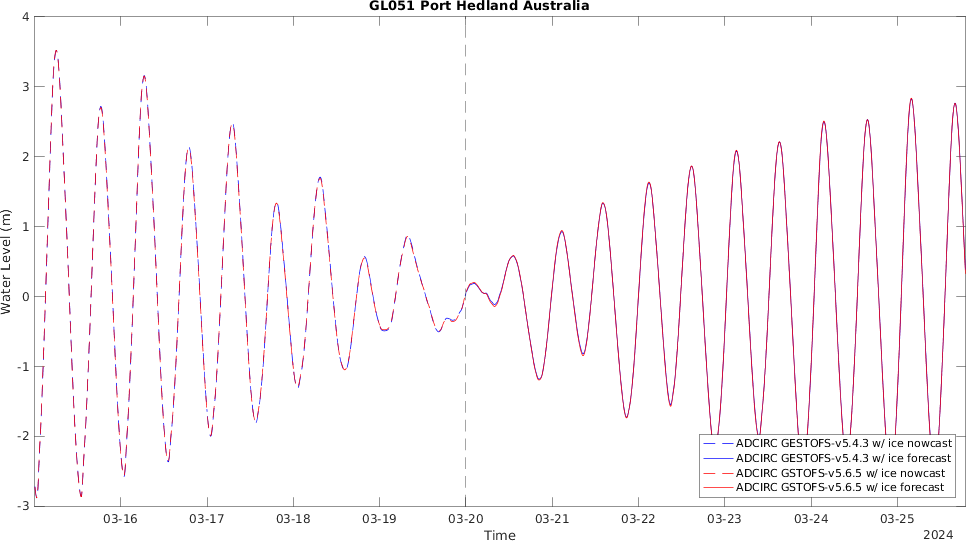 GL051 Port Hedland Australia
4
3
2
1
0
-1
-2
-3
Water Level (m)
ADCIRC GESTOFS-v5.4.3 w/ ice nowcast
ADCIRC GESTOFS-v5.4.3 w/ ice forecast
ADCIRC GSTOFS-v5.6.5 w/ ice nowcast
ADCIRC GSTOFS-v5.6.5 w/ ice forecast
03-16 03-17 03-18 03-19 03-20 03-21 03-22 03-23 03-24 03-25
Time
2024